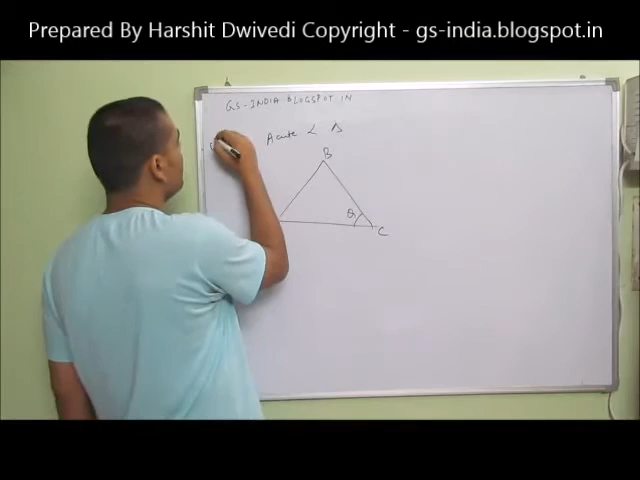 Prepared By Harshit Dwivedi Copyright - gs-india.blogspot.in
GS-INDIA BLOGSPOT IN
Acute ∠ Δ
B
θ
C